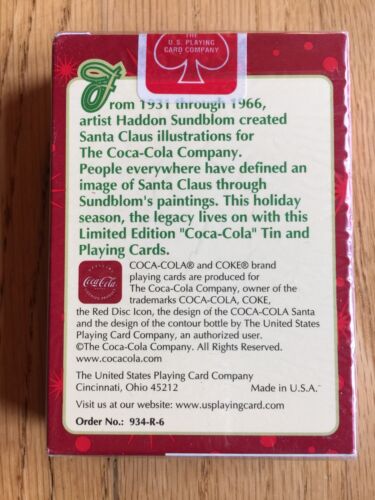 THE
U.S. PLAYING
CARD COMPANY
From 1931 through 1966,
artist Haddon Sundblom created
Santa Claus illustrations for
The Coca-Cola Company.
People everywhere have defined an
image of Santa Claus through
Sundblom's paintings. This holiday
season, the legacy lives on with this
Limited Edition "Coca-Cola" Tin and
Playing Cards.
Coca-Cola
COCA-COLA® and COKE® brand
playing cards are produced for
The Coca-Cola Company, owner of the
trademarks COCA-COLA, COKE,
the Red Disc Icon, the design of the COCA-COLA Santa
and the design of the contour bottle by The United States
Playing Card Company, an authorized user.
©The Coca-Cola Company. All Rights Reserved.
www.cocacola.com
The United States Playing Card Company
Cincinnati, Ohio 45212 Made in U.S.A.
Visit us at our website: www.usplayingcard.com
Order No.: 934-R-6